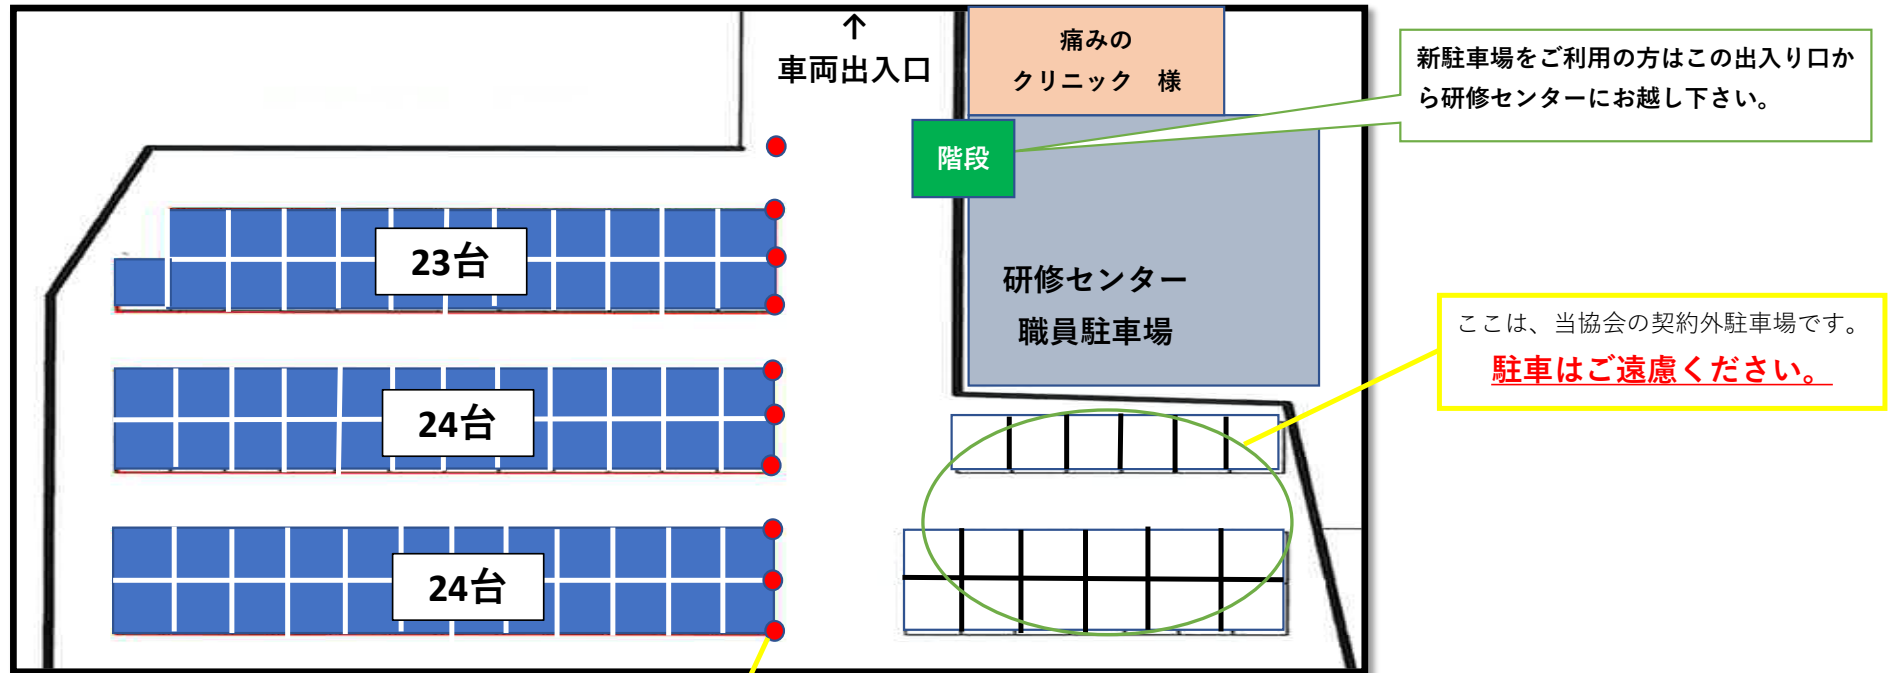 ↑
車両出入口
痛みの
クリニック　様
新駐車場をご利用の方はこの出入り口か
ら研修センターにお越し下さい。
階段
23台
研修センター
職員駐車場
ここは、当協会の契約外駐車場です。
駐車はご遠慮ください。
24台
24台